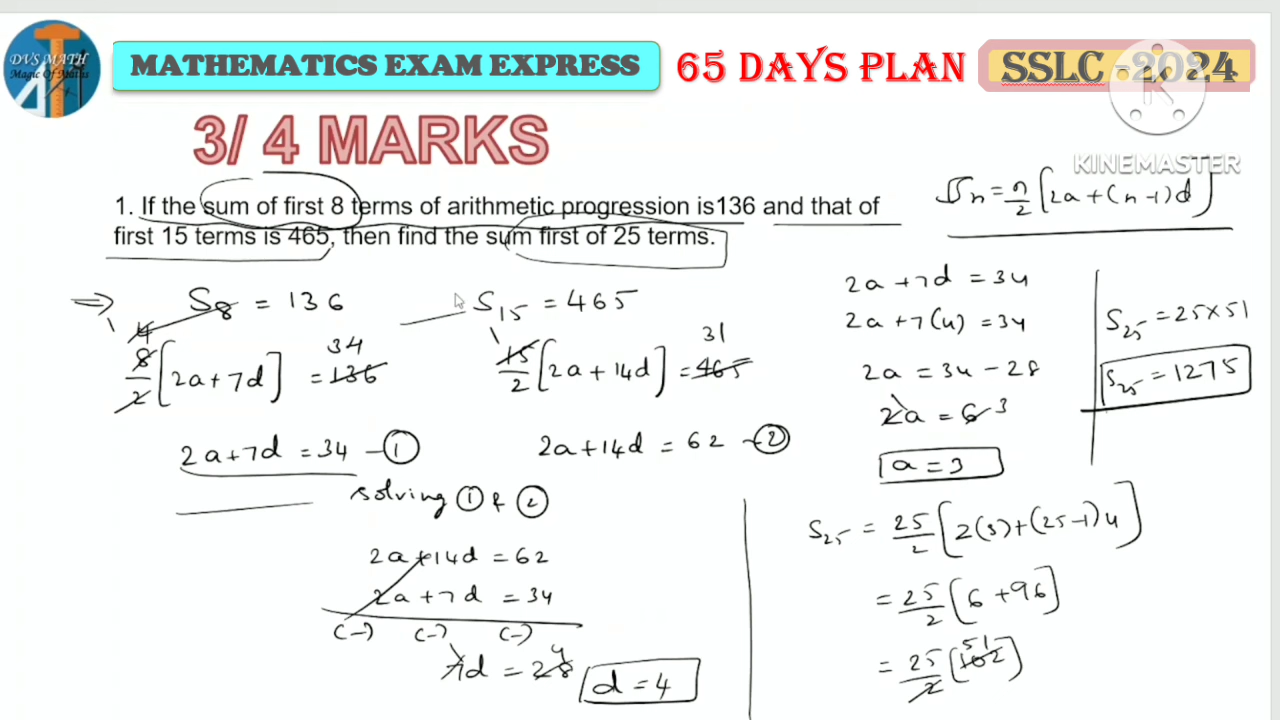 DVS MATH
Magic Of Maths
MATHEMATICS EXAM EXPRESS
65 DAYS PLAN
SSLC -2024
KINEMASTER
3/ 4 MARKS
1. If the sum of first 8 terms of arithmetic progression is136 and that of
first 15 terms is 465, then find the sum first of 25 terms.
Sn = n/2 [2a + (n-1)d]
⇒ S8 = 136
4
8/2 [2a + 7d] = 136
34
2a + 7d = 34 — ①
S15 = 465
15/2 [2a + 14d] = 465
31
2a + 14d = 62 — ②
solving ① & ②
2a + 14d = 62
2a + 7d = 34
(-) (-) (-)
7d = 28
4
d = 4
2a + 7d = 34
2a + 7(4) = 34
2a = 34 - 28
2a = 6 3
a = 3
S25 = 25/2 [2(3) + (25-1)4]
= 25/2 [6 + 96]
= 25/2 [102]
51
S25 = 25 × 51
S25 = 1275